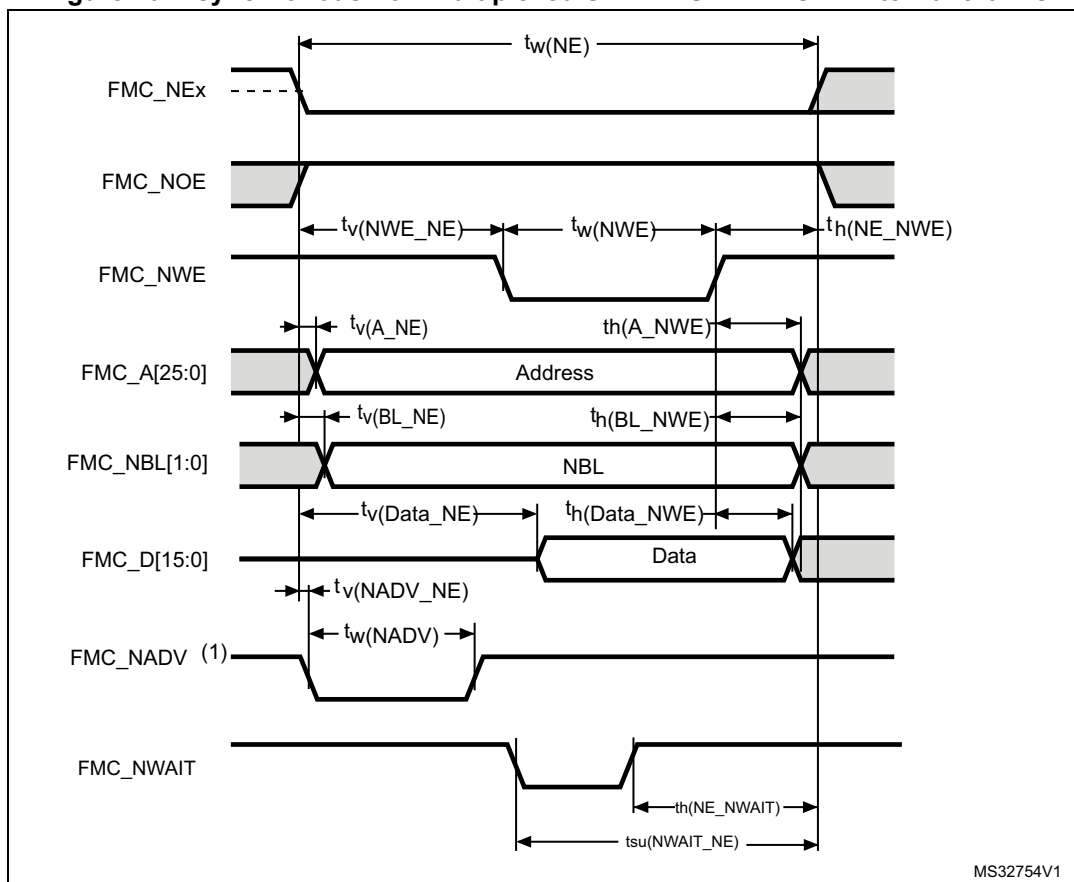 tw(NE)
FMC_NEx
FMC_NOE
tv(NWE_NE)
tw(NWE)
th(NE_NWE)
FMC_NWE
tv(A_NE)
th(A_NWE)
FMC_A[25:0]
Address
tv(BL_NE)
th(BL_NWE)
FMC_NBL[1:0]
NBL
tv(Data_NE)
th(Data_NWE)
FMC_D[15:0]
Data
tv(NADV_NE)
tw(NADV)
FMC_NADV (1)
FMC_NWAIT
th(NE_NWAIT)
tsu(NWAIT_NE)
MS32754V1